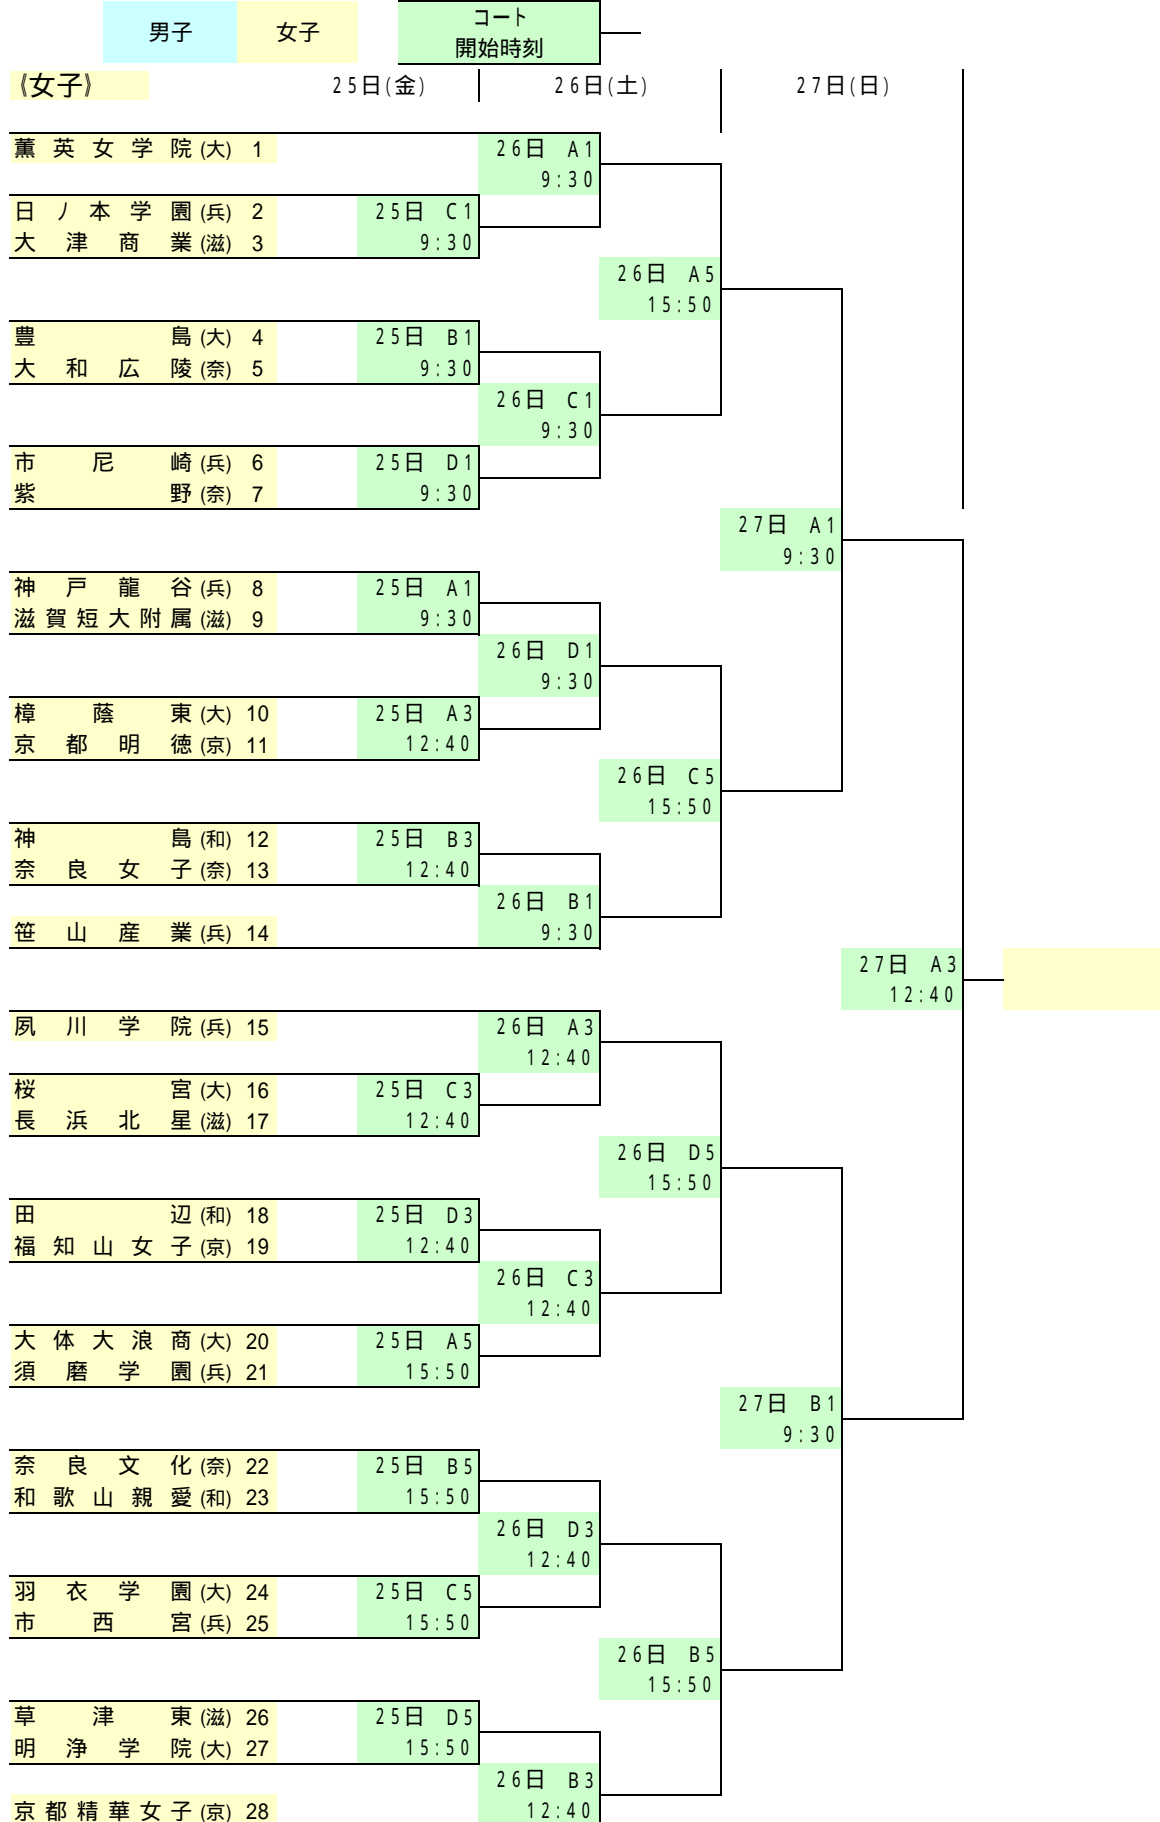 男子 女子 コート
開始時刻
《女子》 25日(金) 26日(土) 27日(日)
薫英女学院(大) 1 26日 A1
9:30
日ノ本学園(兵) 2 25日 C1
大津商業(滋) 3 9:30
26日 A5
15:50
豊島(大) 4 25日 B1
大和広陵(奈) 5 9:30
26日 C1
9:30
市尼崎(兵) 6 25日 D1
紫野(奈) 7 9:30
27日 A1
9:30
神戸龍谷(兵) 8 25日 A1
滋賀短大附属(滋) 9 9:30
26日 D1
9:30
樟蔭東(大) 10 25日 A3
京都明徳(京) 11 12:40
26日 C5
15:50
神島(和) 12 25日 B3
奈良女子(奈) 13 12:40
26日 B1
笹山産業(兵) 14 9:30
27日 A3
12:40
夙川学院(兵) 15 26日 A3
12:40
桜宮(大) 16 25日 C3
長浜北星(滋) 17 12:40
26日 D5
15:50
田辺(和) 18 25日 D3
福知山女子(京) 19 12:40
26日 C3
12:40
大体大浪商(大) 20 25日 A5
須磨学園(兵) 21 15:50
27日 B1
9:30
奈良文化(奈) 22 25日 B5
和歌山親愛(和) 23 15:50
26日 D3
12:40
羽衣学園(大) 24 25日 C5
市西宮(兵) 25 15:50
26日 B5
15:50
草津東(滋) 26 25日 D5
明浄学院(大) 27 15:50
26日 B3
京都精華女子(京) 28 12:40